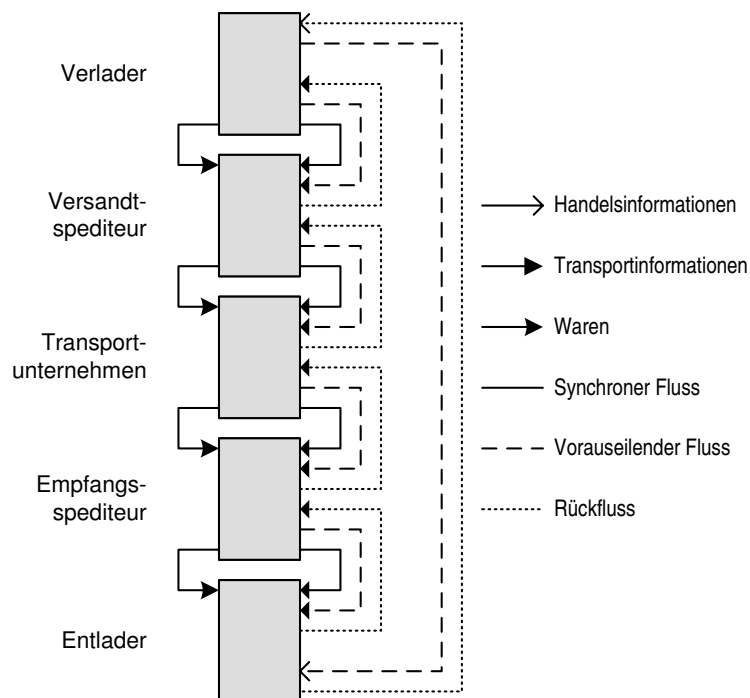 Verlader
Versandt-
spediteur
Transport-
unternehmen
Empfangs-
spediteur
Entlader
Handelsinformationen
Transportinformationen
Waren
Synchroner Fluss
Vorauseilender Fluss
Rückfluss